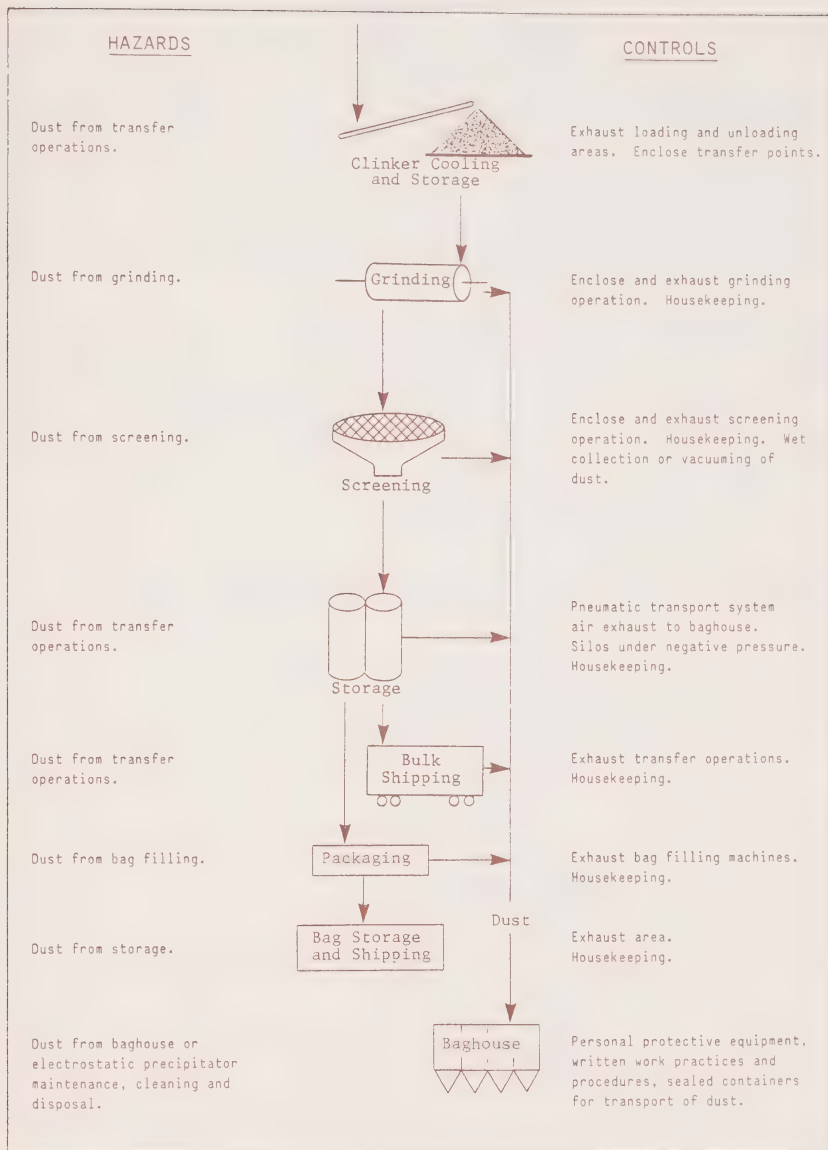 HAZARDS
CONTROLS
Dust from transfer
operations.
Clinker Cooling
and Storage
Exhaust loading and unloading
areas. Enclose transfer points.
Dust from grinding.
Grinding
Enclose and exhaust grinding
operation. Housekeeping.
Dust from screening.
Screening
Enclose and exhaust screening
operation. Housekeeping. Wet
collection or vacuuming of
dust.
Dust from transfer
operations.
Storage
Pneumatic transport system
air exhaust to baghouse.
Silos under negative pressure.
Housekeeping.
Dust from transfer
operations.
Bulk
Shipping
Exhaust transfer operations.
Housekeeping.
Dust from bag filling.
Packaging
Exhaust bag filling machines.
Housekeeping.
Dust
Dust from storage.
Bag Storage
and Shipping
Exhaust area.
Housekeeping.
Dust from baghouse or
electrostatic precipitator
maintenance, cleaning and
disposal.
Baghouse
Personal protective equipment,
written work practices and
procedures, sealed containers
for transport of dust.